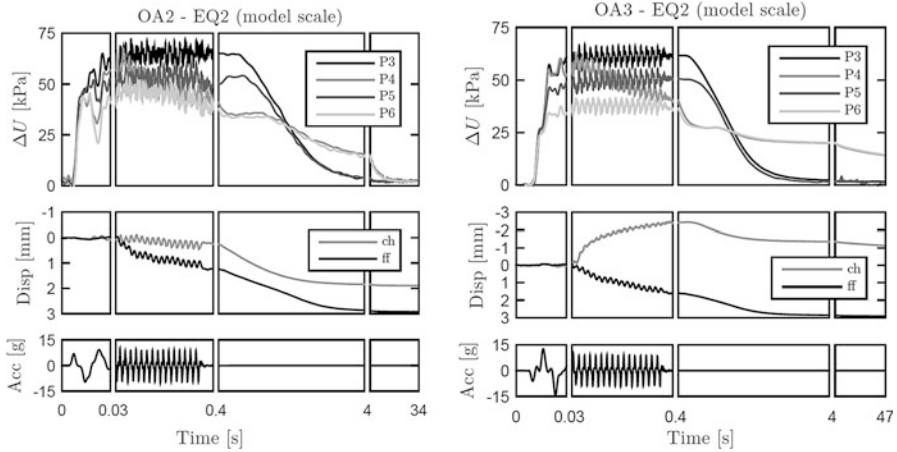 OA2 - EQ2 (model scale)
75
50
25
0
ΔU [kPa]
P3
P4
P5
P6
-1
0
1
2
3
Disp [mm]
ch
ff
15
0
-15
Acc [g]
0
0.03
0.4
4
34
Time [s]
OA3 - EQ2 (model scale)
75
50
25
0
ΔU [kPa]
P3
P4
P5
P6
-3
-2
-1
0
1
2
3
Disp [mm]
ch
ff
15
0
-15
Acc [g]
0
0.03
0.4
4
47
Time [s]